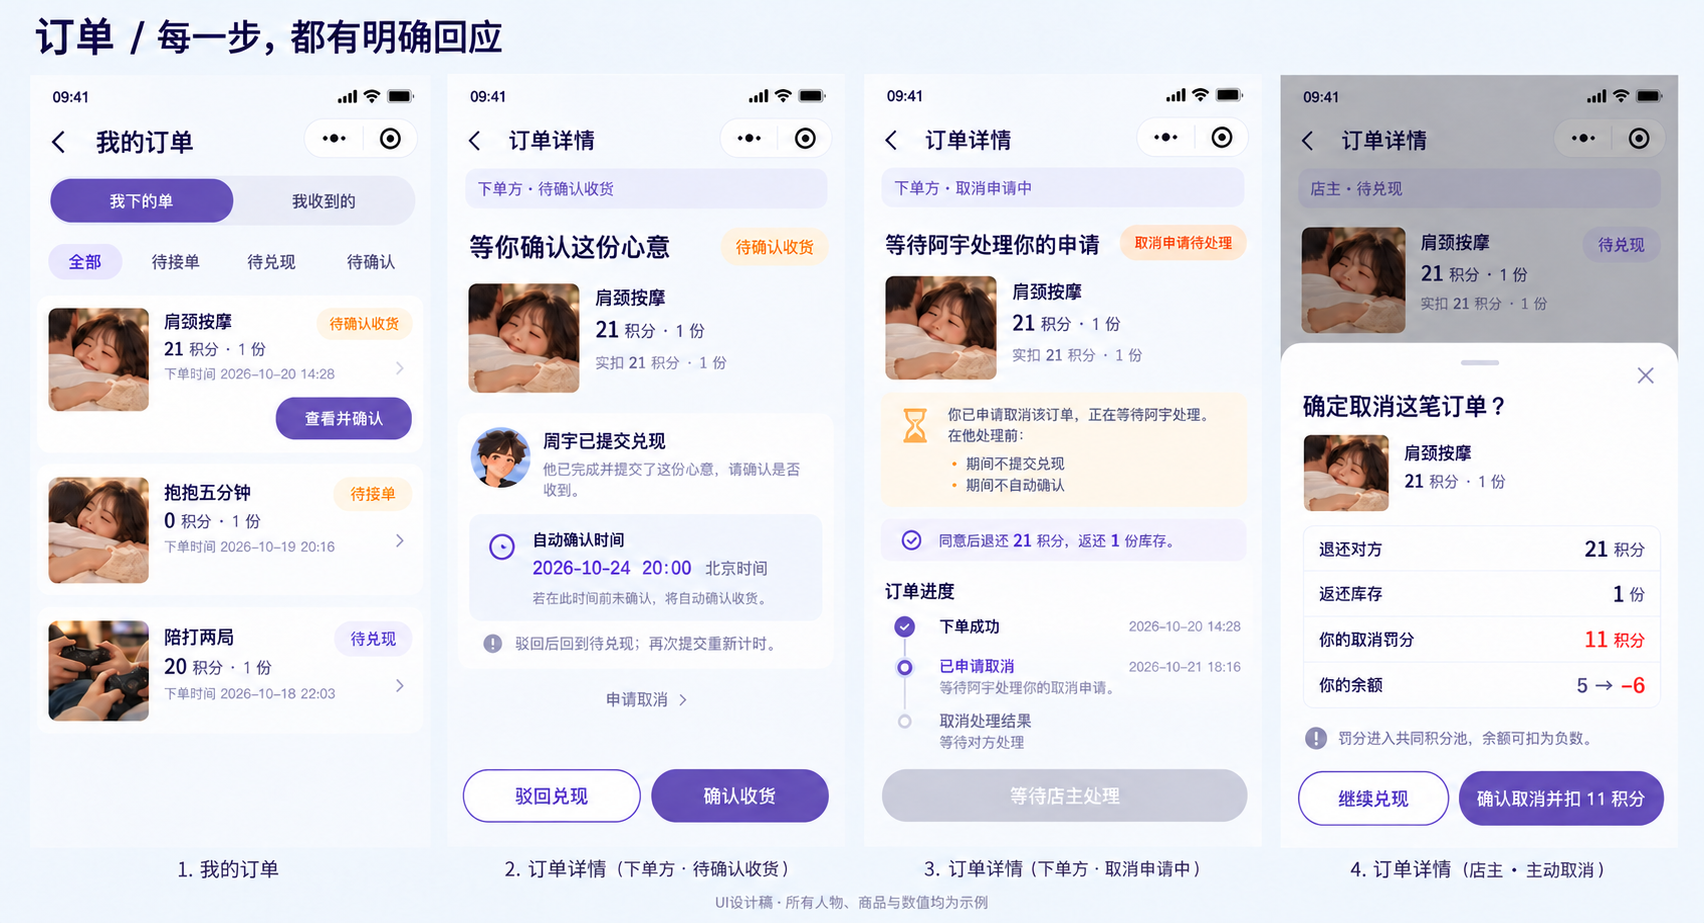 订单 / 每一步，都有明确回应
09:41
我的订单
我下的单
我收到的
全部
待接单
待兑现
待确认
肩颈按摩
待确认收货
21 积分 · 1 份
下单时间 2026-10-20 14:28
查看并确认
抱抱五分钟
待接单
0 积分 · 1 份
下单时间 2026-10-19 20:16
陪打两局
待兑现
20 积分 · 1 份
下单时间 2026-10-18 22:03
1. 我的订单
09:41
订单详情
下单方 · 待确认收货
等你确认这份心意
待确认收货
肩颈按摩
21 积分 · 1 份
实扣 21 积分 · 1 份
周宇已提交兑现
他已完成并提交了这份心意，请确认是否
收到。
自动确认时间
2026-10-24 20:00 北京时间
若在此时间前未确认，将自动确认收货。
驳回后回到待兑现；再次提交重新计时。
申请取消
驳回兑现
确认收货
2. 订单详情（下单方 · 待确认收货）
09:41
订单详情
下单方 · 取消申请中
等待阿宇处理你的申请
取消申请待处理
肩颈按摩
21 积分 · 1 份
实扣 21 积分 · 1 份
你已申请取消该订单，正在等待阿宇处理。
在他处理前：
• 期间不提交兑现
• 期间不自动确认
同意后退还 21 积分，返还 1 份库存。
订单进度
下单成功
2026-10-20 14:28
已申请取消
2026-10-21 18:16
等待阿宇处理你的取消申请。
取消处理结果
等待对方处理
等待店主处理
3. 订单详情（下单方 · 取消申请中）
09:41
订单详情
店主 · 待兑现
肩颈按摩
待兑现
21 积分 · 1 份
实扣 21 积分 · 1 份
确定取消这笔订单？
肩颈按摩
21 积分 · 1 份
退还对方
21 积分
返还库存
1 份
你的取消罚分
11 积分
你的余额
5 → -6
罚分进入共同积分池，余额可扣为负数。
继续兑现
确认取消并扣 11 积分
4. 订单详情（店主 · 主动取消）
UI设计稿 · 所有人物、商品与数值均为示例